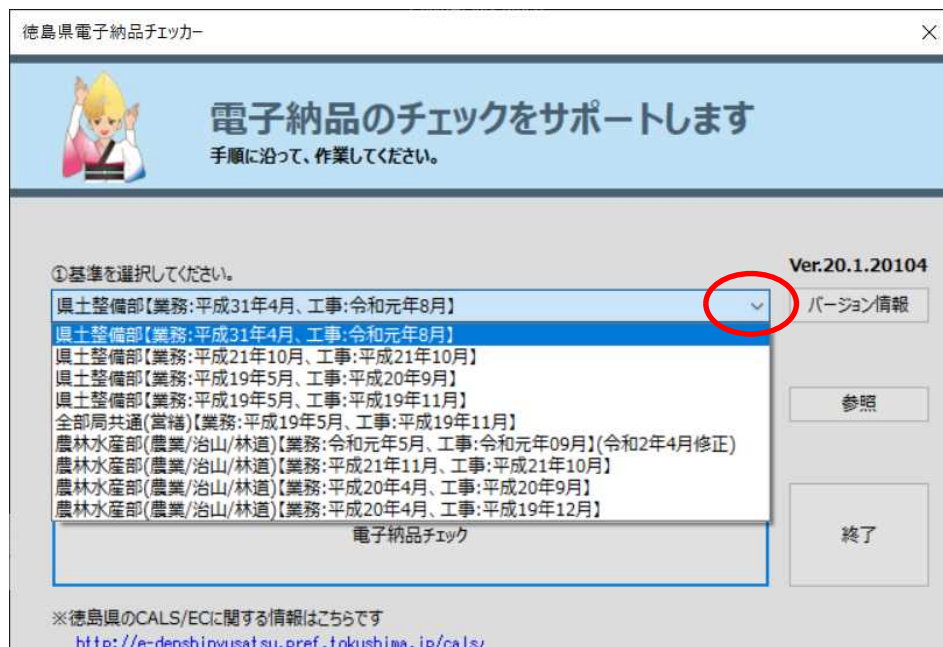 徳島県電子納品チェッカー
電子納品のチェックをサポートします
手順に沿って、作業してください。
①基準を選択してください。
Ver.20.1.20104
県土整備部【業務:平成31年4月、工事:令和元年8月】
バージョン情報
県土整備部【業務:平成31年4月、工事:令和元年8月】
県土整備部【業務:平成21年10月、工事:平成21年10月】
県土整備部【業務:平成19年5月、工事:平成20年9月】
県土整備部【業務:平成19年5月、工事:平成19年11月】
全部局共通(営繕)【業務:平成19年5月、工事:平成19年11月】
農林水産部(農業/治山/林道)【業務:令和元年5月、工事:令和元年09月】(令和2年4月修正)
農林水産部(農業/治山/林道)【業務:平成21年11月、工事:平成21年10月】
農林水産部(農業/治山/林道)【業務:平成20年4月、工事:平成20年9月】
農林水産部(農業/治山/林道)【業務:平成20年4月、工事:平成19年12月】
参照
電子納品チェック
終了
※徳島県のCALS/ECに関する情報はこちらです
http://e-denshinyusatsu.pref.tokushima.jp/cals/